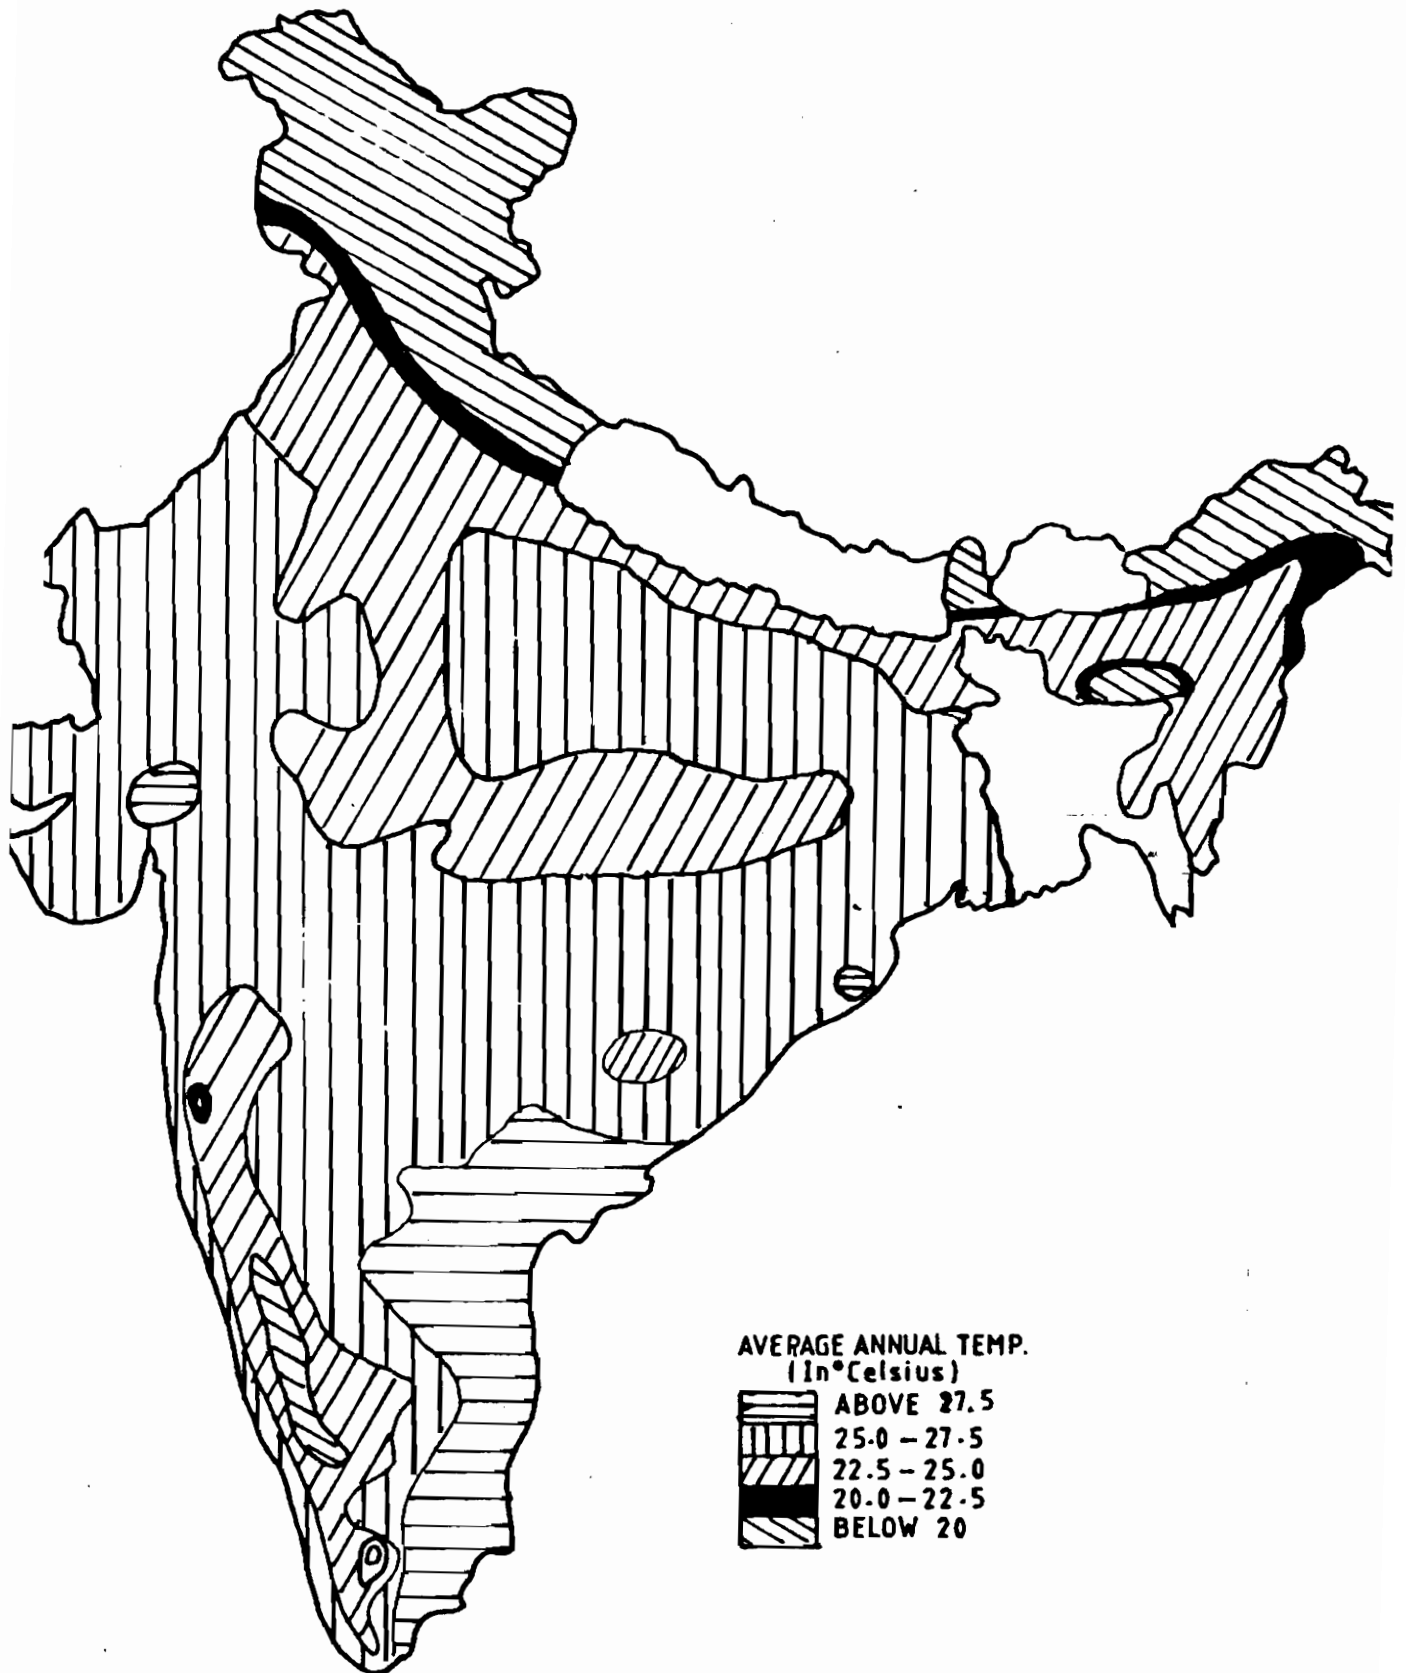 AVERAGE ANNUAL TEMP.
(In°Celsius)
ABOVE 27.5
25.0 – 27.5
22.5 – 25.0
20.0 – 22.5
BELOW 20